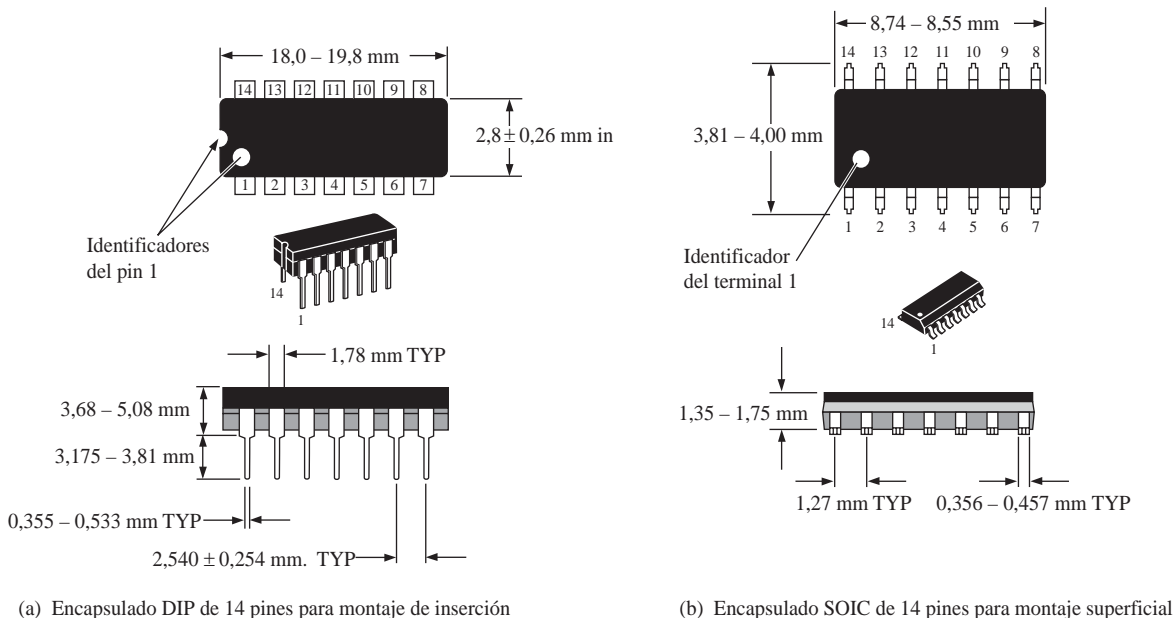 18,0 – 19,8 mm
14 13 12 11 10 9 8
2,8 ± 0,26 mm in
1 2 3 4 5 6 7
Identificadores
del pin 1
14
1
1,78 mm TYP
3,68 – 5,08 mm
3,175 – 3,81 mm
0,355 – 0,533 mm TYP
2,540 ± 0,254 mm. TYP
(a) Encapsulado DIP de 14 pines para montaje de inserción
8,74 – 8,55 mm
14 13 12 11 10 9 8
3,81 – 4,00 mm
1 2 3 4 5 6 7
Identificador
del terminal 1
14
1
1,35 – 1,75 mm
1,27 mm TYP
0,356 – 0,457 mm TYP
(b) Encapsulado SOIC de 14 pines para montaje superficial